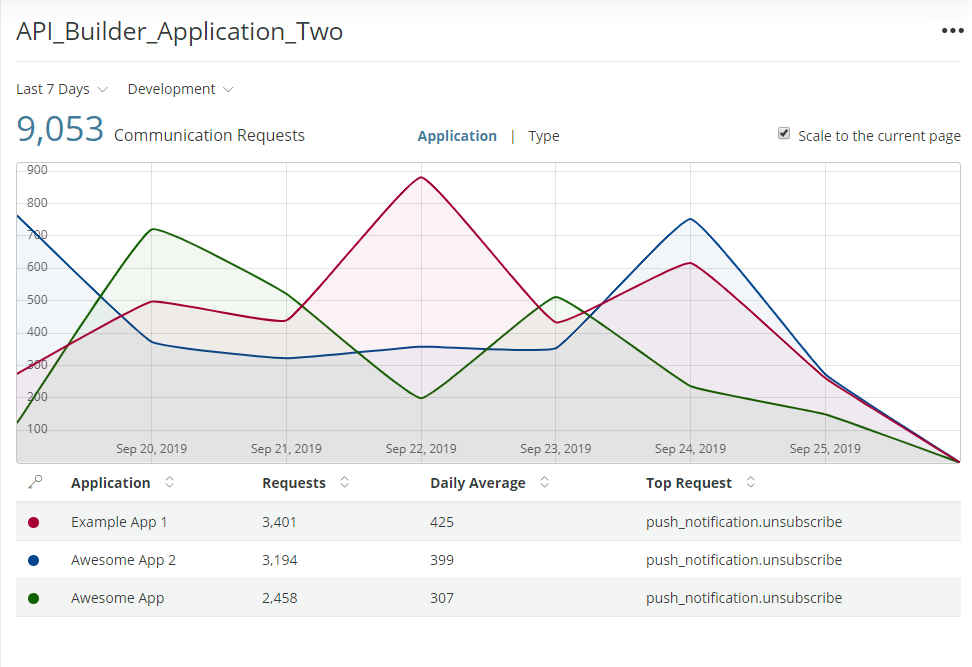 API_Builder_Application_Two
Last 7 Days Development
9,053 Communication Requests Application | Type Scale to the current page
900
800
700
600
500
400
300
200
100
Sep 20, 2019 Sep 21, 2019 Sep 22, 2019 Sep 23, 2019 Sep 24, 2019 Sep 25, 2019
Application Requests Daily Average Top Request
Example App 1 3,401 425 push_notification.unsubscribe
Awesome App 2 3,194 399 push_notification.unsubscribe
Awesome App 2,458 307 push_notification.unsubscribe